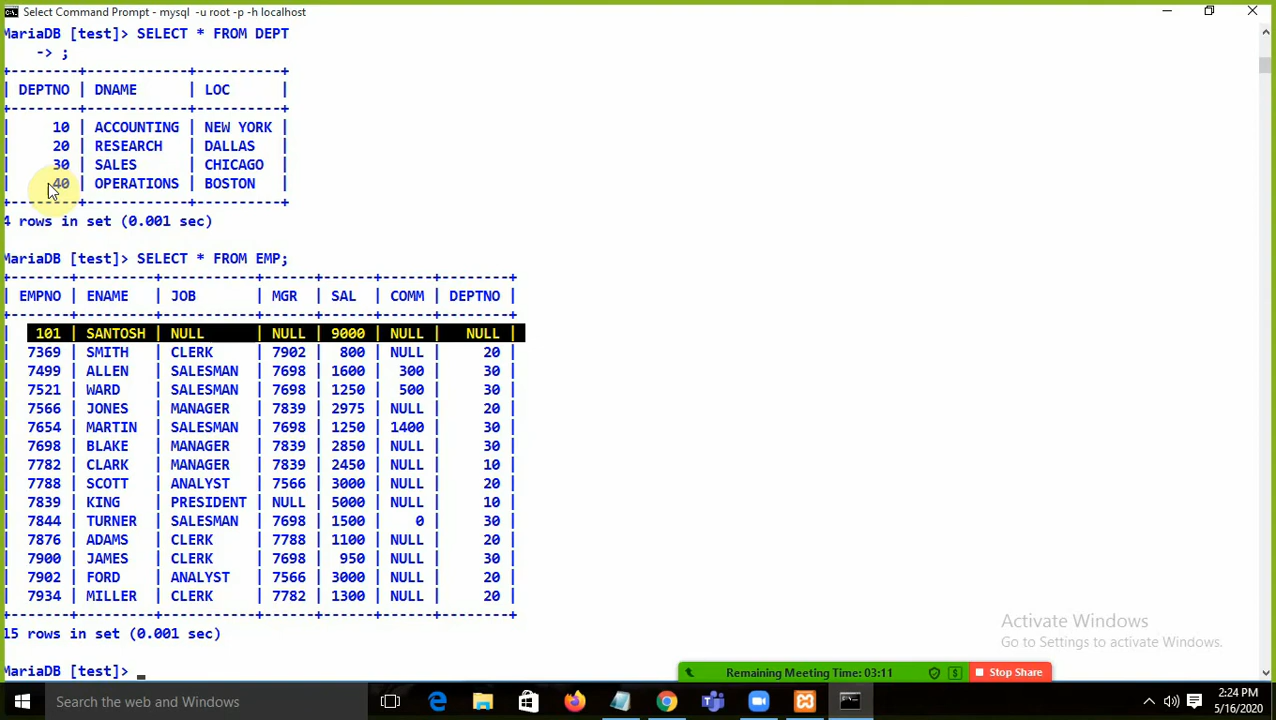 Select Command Prompt - mysql -u root -p -h localhost
MariaDB [test]> SELECT * FROM DEPT
-> ;
+--------+------------+----------+
| DEPTNO | DNAME      | LOC      |
+--------+------------+----------+
|     10 | ACCOUNTING | NEW YORK |
|     20 | RESEARCH   | DALLAS   |
|     30 | SALES      | CHICAGO  |
|     40 | OPERATIONS | BOSTON   |
+--------+------------+----------+
4 rows in set (0.001 sec)
MariaDB [test]> SELECT * FROM EMP;
+-------+---------+-----------+------+------+------+--------+
| EMPNO | ENAME   | JOB       | MGR  | SAL  | COMM | DEPTNO |
+-------+---------+-----------+------+------+------+--------+
|   101 | SANTOSH | NULL      | NULL | 9000 | NULL |   NULL |
|  7369 | SMITH   | CLERK     | 7902 |  800 | NULL |     20 |
|  7499 | ALLEN   | SALESMAN  | 7698 | 1600 |  300 |     30 |
|  7521 | WARD    | SALESMAN  | 7698 | 1250 |  500 |     30 |
|  7566 | JONES   | MANAGER   | 7839 | 2975 | NULL |     20 |
|  7654 | MARTIN  | SALESMAN  | 7698 | 1250 | 1400 |     30 |
|  7698 | BLAKE   | MANAGER   | 7839 | 2850 | NULL |     30 |
|  7782 | CLARK   | MANAGER   | 7839 | 2450 | NULL |     10 |
|  7788 | SCOTT   | ANALYST   | 7566 | 3000 | NULL |     20 |
|  7839 | KING    | PRESIDENT | NULL | 5000 | NULL |     10 |
|  7844 | TURNER  | SALESMAN  | 7698 | 1500 |    0 |     30 |
|  7876 | ADAMS   | CLERK     | 7788 | 1100 | NULL |     20 |
|  7900 | JAMES   | CLERK     | 7698 |  950 | NULL |     30 |
|  7902 | FORD    | ANALYST   | 7566 | 3000 | NULL |     20 |
|  7934 | MILLER  | CLERK     | 7782 | 1300 | NULL |     20 |
+-------+---------+-----------+------+------+------+--------+
15 rows in set (0.001 sec)
MariaDB [test]> _
Activate Windows
Go to Settings to activate Windows.
Remaining Meeting Time: 03:11
Stop Share
Search the web and Windows
2:24 PM
5/16/2020